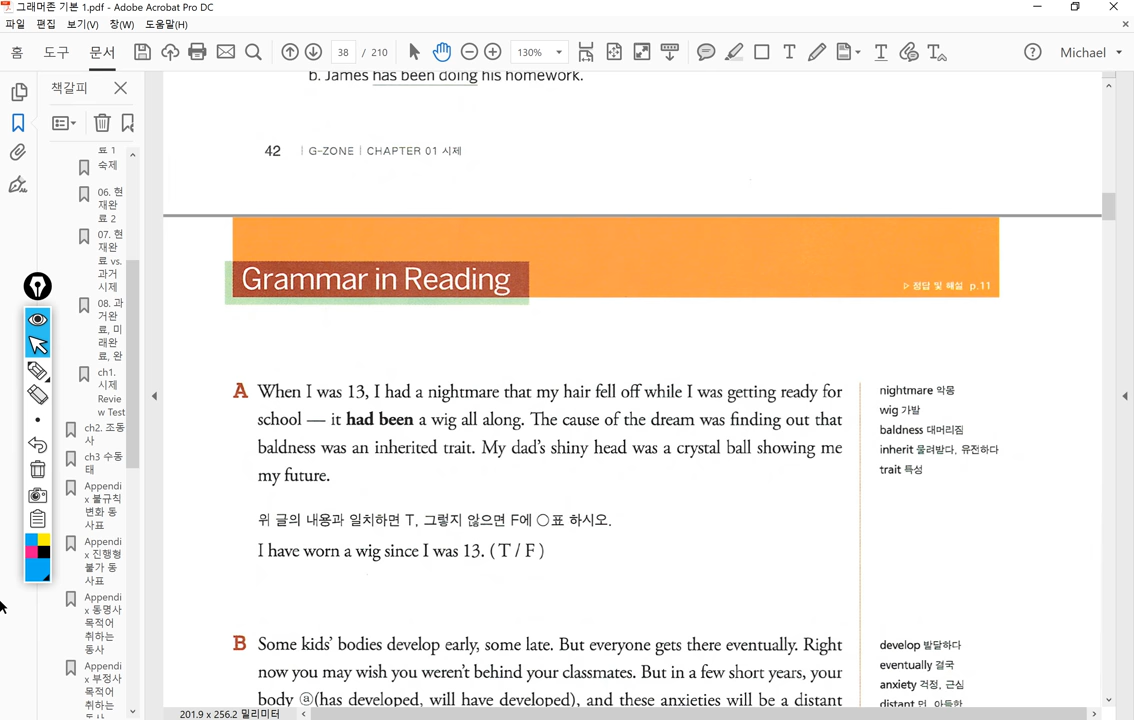 그래머존 기본 1.pdf - Adobe Acrobat Pro DC
파일 편집 보기(V) 창(W) 도움말(H)
홈 도구 문서 38 / 210 130% Michael
책갈피
료 1
숙제
06. 현
재완
료 2
07. 현
재완
료 vs.
과거
시제
08. 과
거완
료, 미
래완
료, 완
ch1.
시제
Revie
w Test
ch2. 조동
사
ch3 수동
태
Appendi
x 불규칙
변화 동
사표
Appendi
x 진행형
불가 동
사표
Appendi
x 동명사
목적어
취하는
동사
Appendi
x 부정사
목적어
취하는
동사
b. James has been doing his homework.
42 | G-ZONE | CHAPTER 01 시제
Grammar in Reading
▷ 정답 및 해설 p.11
A When I was 13, I had a nightmare that my hair fell off while I was getting ready for
school — it had been a wig all along. The cause of the dream was finding out that
baldness was an inherited trait. My dad's shiny head was a crystal ball showing me
my future.
nightmare 악몽
wig 가발
baldness 대머리짐
inherit 물려받다, 유전하다
trait 특성
위 글의 내용과 일치하면 T, 그렇지 않으면 F에 ○표 하시오.
I have worn a wig since I was 13. ( T / F )
B Some kids' bodies develop early, some late. But everyone gets there eventually. Right
now you may wish you weren't behind your classmates. But in a few short years, your
body ⓐ(has developed, will have developed), and these anxieties will be a distant
develop 발달하다
eventually 결국
anxiety 걱정, 근심
distant 먼, 아득한
201.9 x 256.2 밀리미터